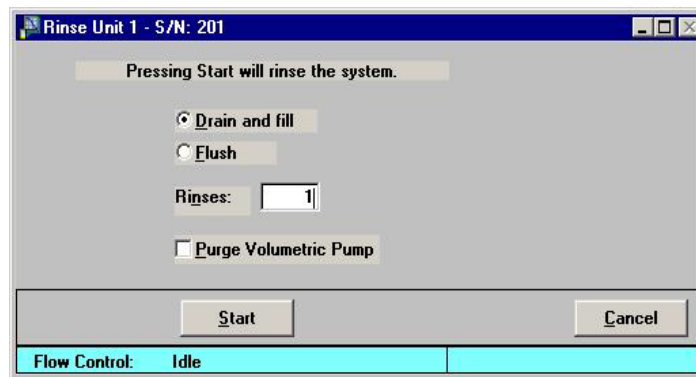 Rinse Unit 1 - S/N: 201
Pressing Start will rinse the system.
Drain and fill
Flush
Rinses: 1
Purge Volumetric Pump
Start Cancel
Flow Control: Idle